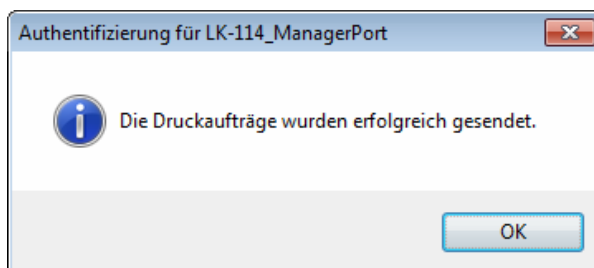 Authentifizierung für LK-114_ManagerPort
Die Druckaufträge wurden erfolgreich gesendet.
OK